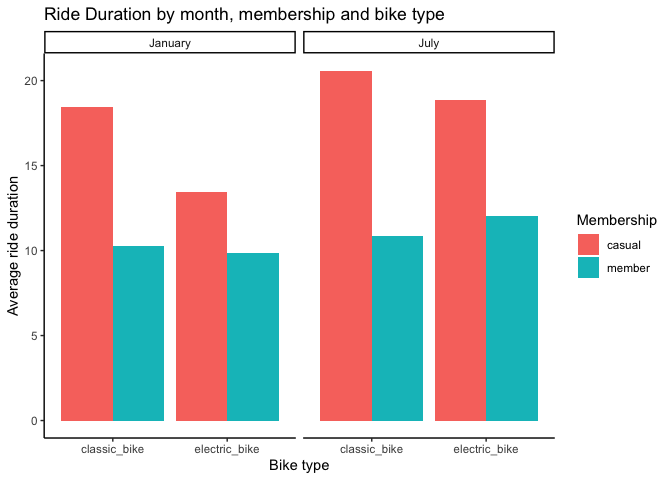 Ride Duration by month, membership and bike type
January
July
20
15
10
5
0
Average ride duration
classic_bike
electric_bike
classic_bike
electric_bike
Bike type
Membership
casual
member